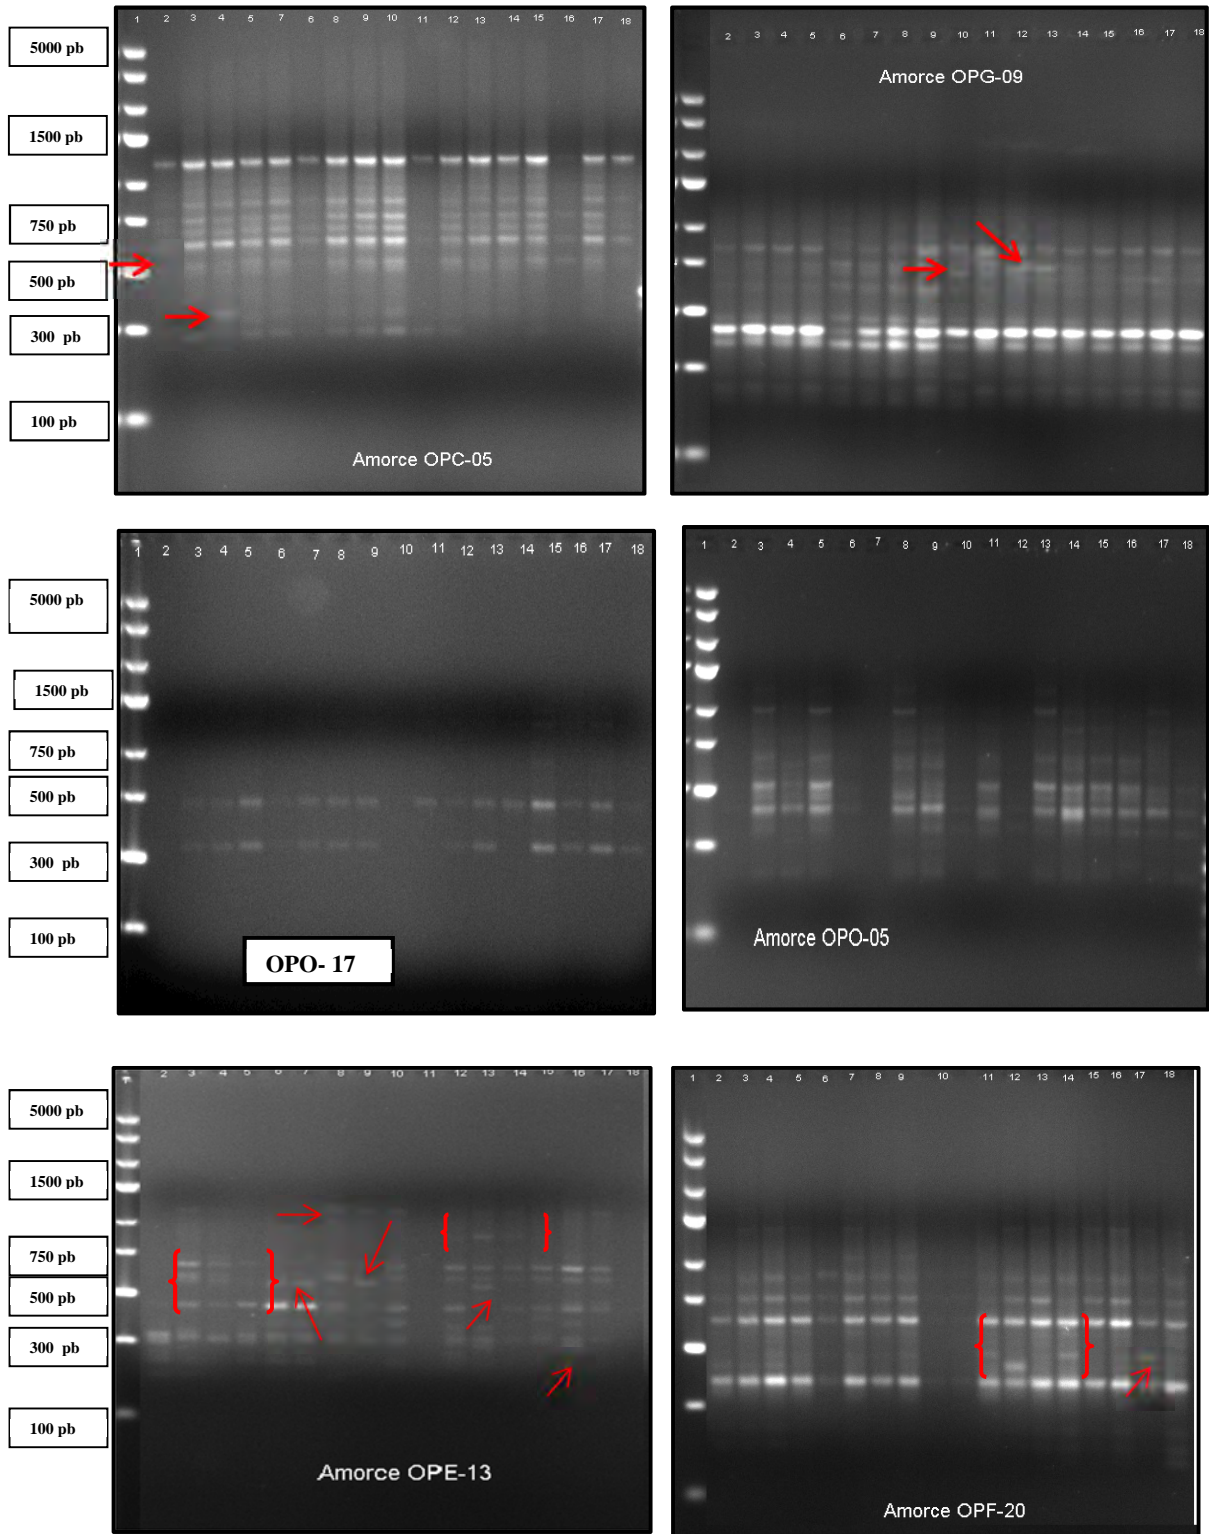 1 2 3 4 5 7 6 8 9 10 11 12 13 14 15 16 17 18
5000 pb
1500 pb
750 pb
500 pb
300 pb
100 pb
Amorce OPC-05
2 3 4 5 6 7 8 9 10 11 12 13 14 15 16 17 18
Amorce OPG-09
1 2 3 4 5 6 7 8 9 10 11 12 13 14 15 16 17 18
5000 pb
1500 pb
750 pb
500 pb
300 pb
100 pb
OPO- 17
1 2 3 4 5 6 7 8 9 10 11 12 13 14 15 16 17 18
Amorce OPO-05
2 3 4 5 6 7 8 9 10 11 12 13 14 15 16 17 18
5000 pb
1500 pb
750 pb
500 pb
300 pb
100 pb
Amorce OPE-13
1 2 3 4 5 6 7 8 9 10 11 12 13 14 15 16 17 18
Amorce OPF-20